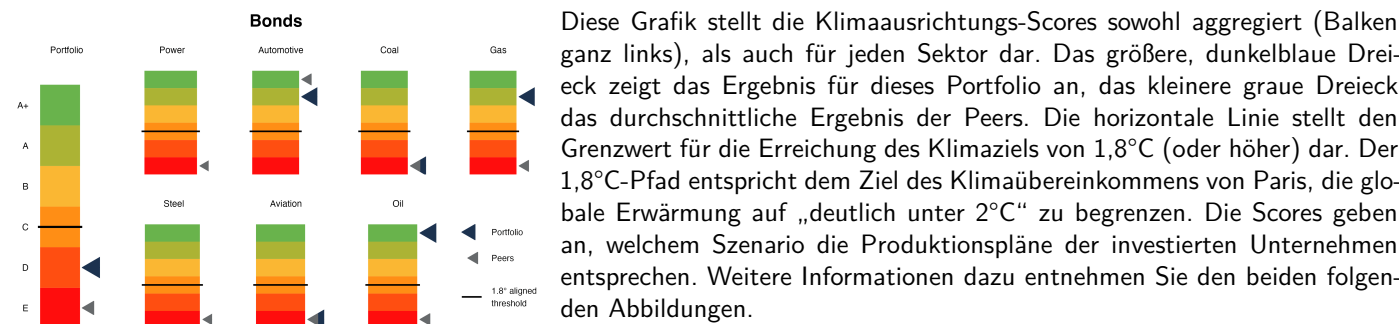 Bonds
Portfolio
Power
Automotive
Coal
Gas
A+
A
B
C
D
E
Steel
Aviation
Oil
Portfolio
Peers
1.8° aligned
threshold
Diese Grafik stellt die Klimaausrichtungs-Scores sowohl aggregiert (Balken
ganz links), als auch für jeden Sektor dar. Das größere, dunkelblaue Drei-
eck zeigt das Ergebnis für dieses Portfolio an, das kleinere graue Dreieck
das durchschnittliche Ergebnis der Peers. Die horizontale Linie stellt den
Grenzwert für die Erreichung des Klimaziels von 1,8°C (oder höher) dar. Der
1,8°C-Pfad entspricht dem Ziel des Klimaübereinkommens von Paris, die glo-
bale Erwärmung auf „deutlich unter 2°C“ zu begrenzen. Die Scores geben
an, welchem Szenario die Produktionspläne der investierten Unternehmen
entsprechen. Weitere Informationen dazu entnehmen Sie den beiden folgen-
den Abbildungen.